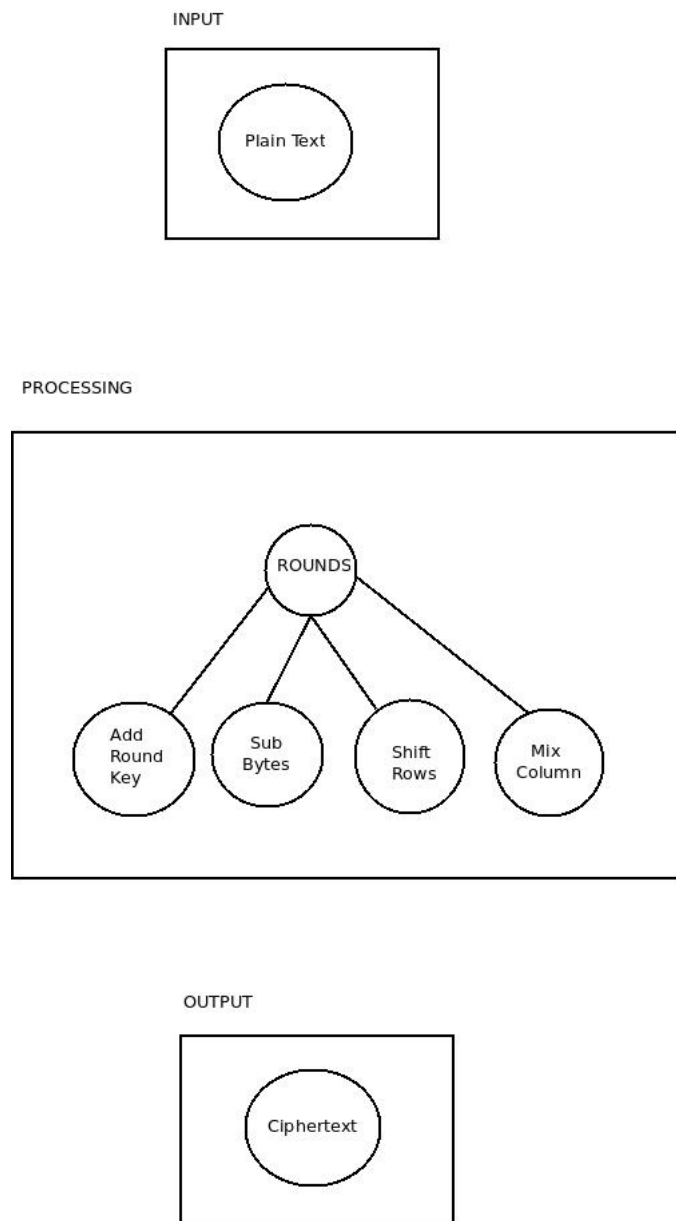 INPUT
Plain Text
PROCESSING
ROUNDS
Add
Round
Key
Sub
Bytes
Shift
Rows
Mix
Column
OUTPUT
Ciphertext